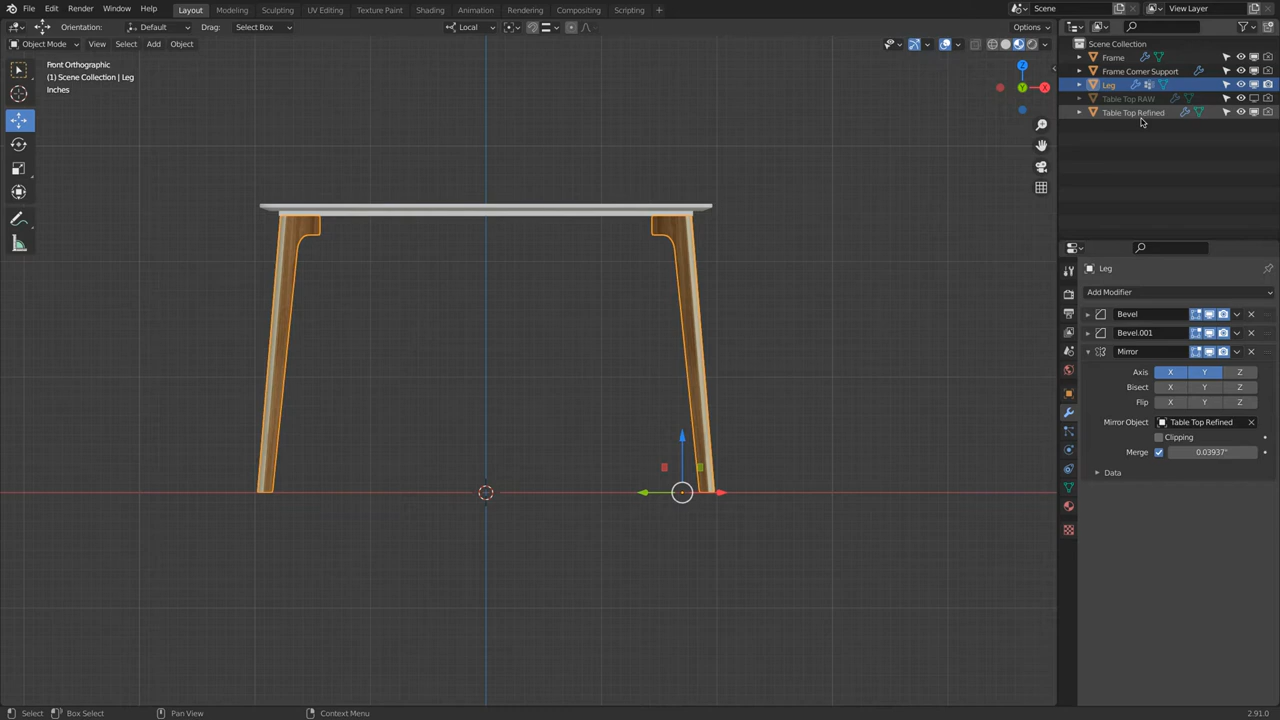 File Edit Render Window Help Layout Modeling Sculpting UV Editing Texture Paint Shading Animation Rendering Compositing Scripting + Scene View Layer
Orientation: Default Drag: Select Box Local Options
Object Mode View Select Add Object
Front Orthographic
(1) Scene Collection | Leg
Inches
Z
Y
X
Scene Collection
Frame
Frame Corner Support
Leg
Table Top RAW
Table Top Refined
Leg
Add Modifier
Bevel
Bevel.001
Mirror
Axis X Y Z
Bisect X Y Z
Flip X Y Z
Mirror Object Table Top Refined
Clipping
Merge 0.03937"
Data
Select Box Select Pan View Context Menu 2.91.0